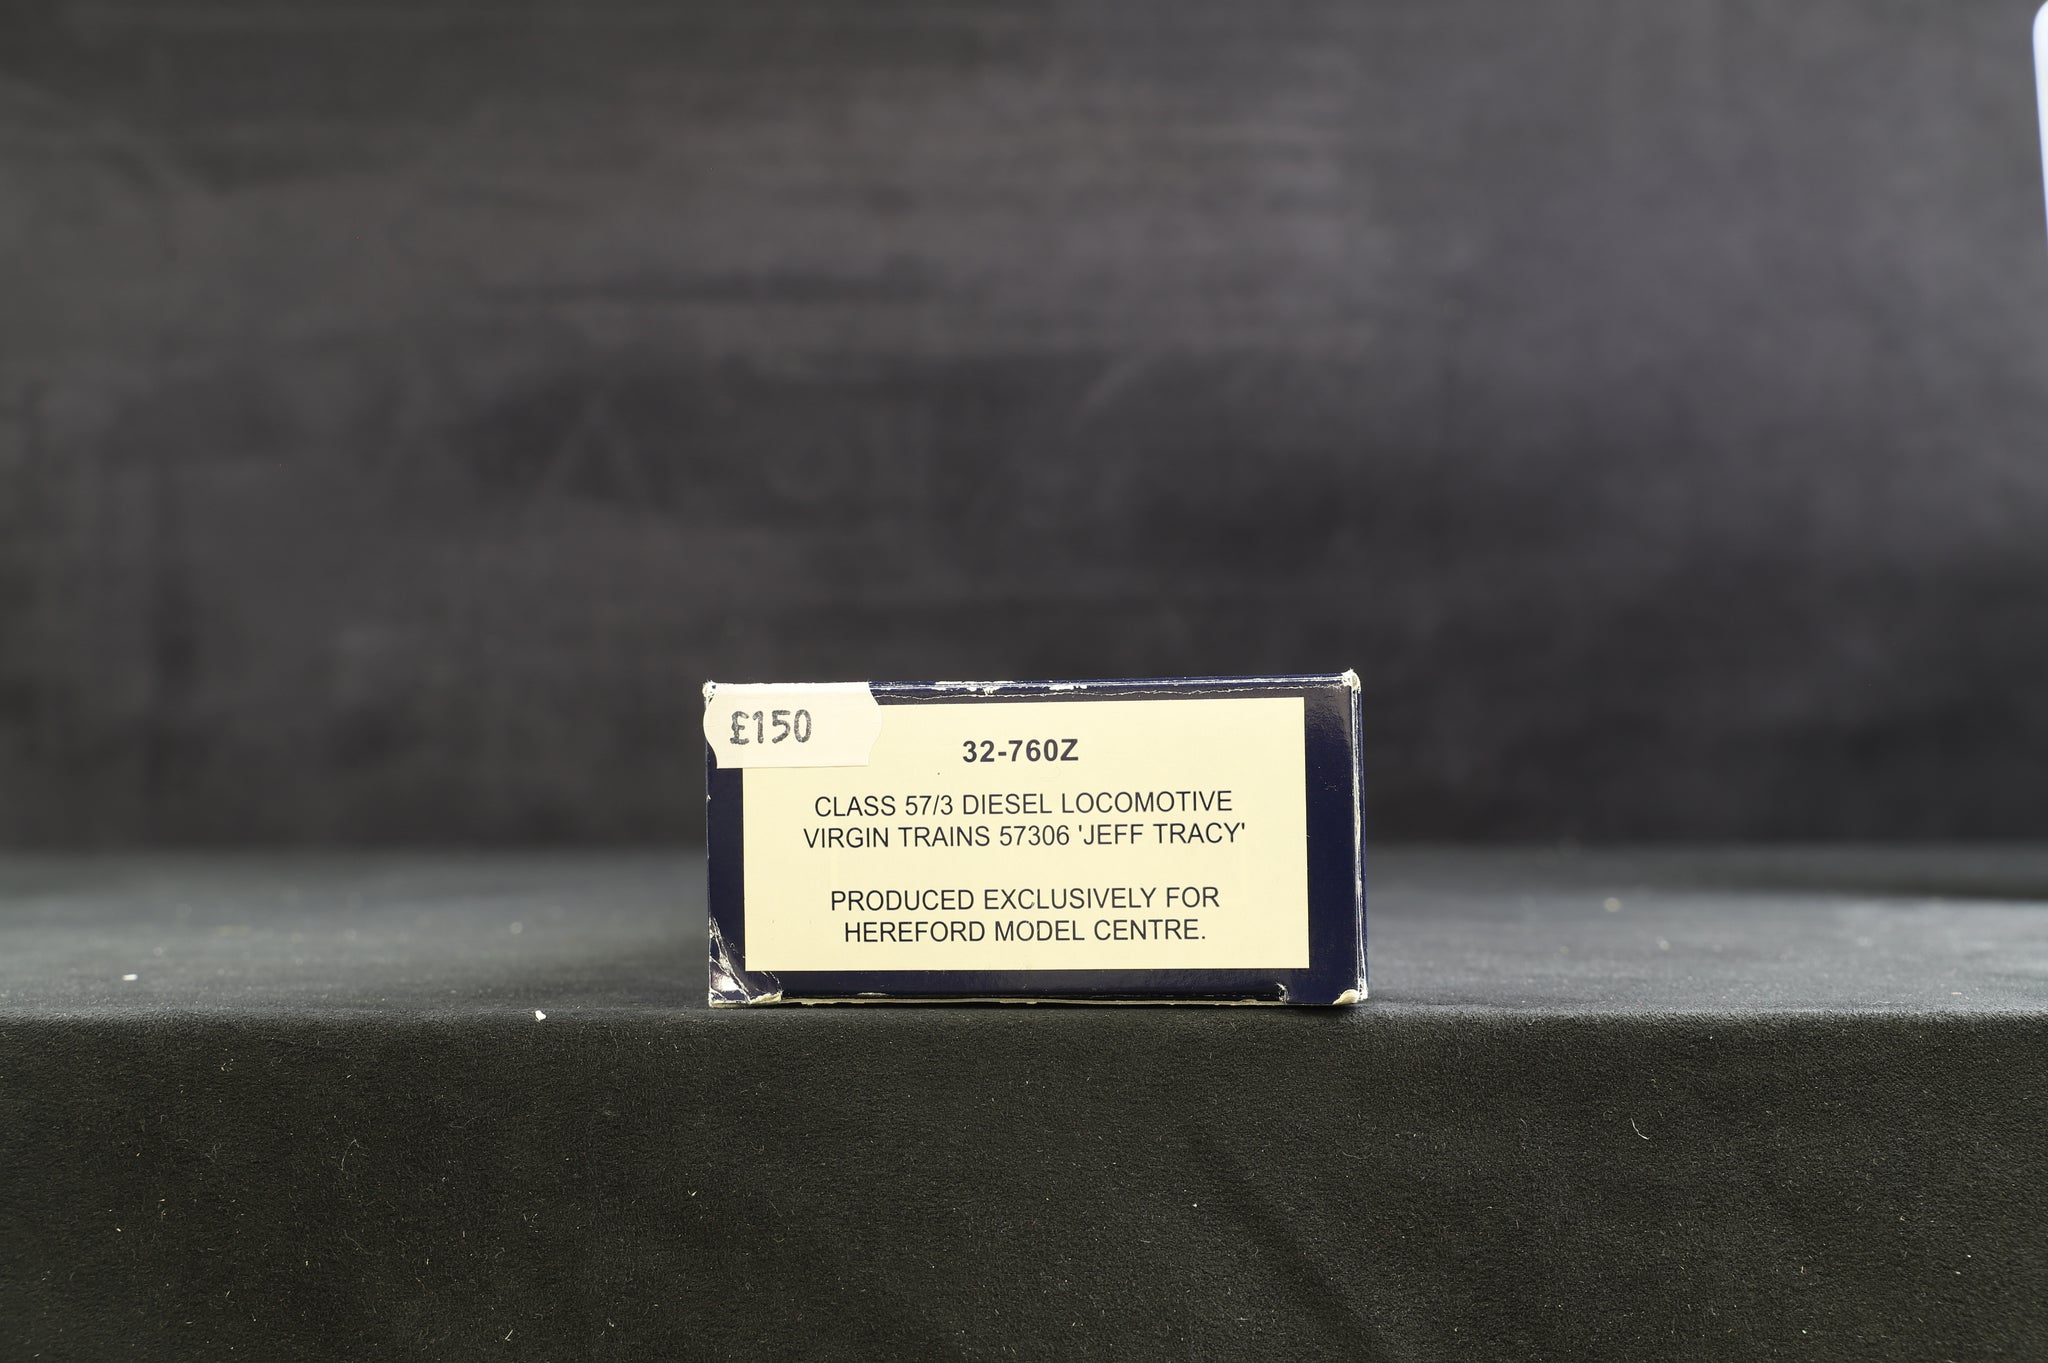 £150
32-760Z
CLASS 57/3 DIESEL LOCOMOTIVE
VIRGIN TRAINS 57306 'JEFF TRACY'
PRODUCED EXCLUSIVELY FOR
HEREFORD MODEL CENTRE.